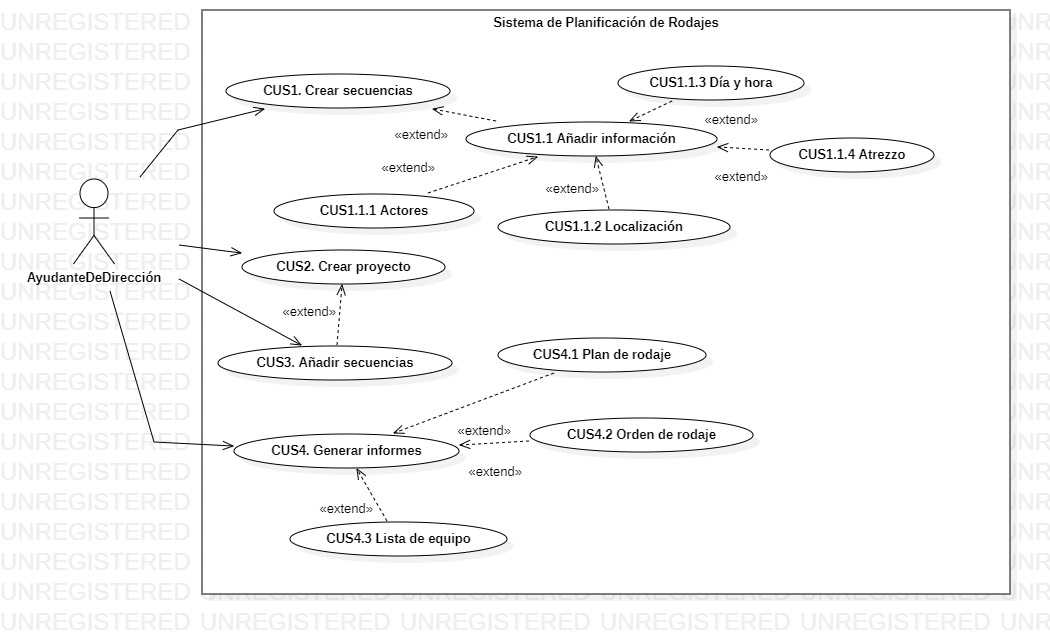 Sistema de Planificación de Rodajes
CUS1. Crear secuencias
CUS1.1.3 Día y hora
«extend»
«extend»
CUS1.1 Añadir información
CUS1.1.4 Atrezzo
«extend»
«extend»
«extend»
CUS1.1.1 Actores
CUS1.1.2 Localización
AyudanteDeDirección
CUS2. Crear proyecto
«extend»
CUS3. Añadir secuencias
CUS4.1 Plan de rodaje
«extend»
CUS4.2 Orden de rodaje
CUS4. Generar informes
«extend»
«extend»
CUS4.3 Lista de equipo
UNREGISTERED UNREGISTERED UNREGISTERED UNREGISTERED UNREGISTERED